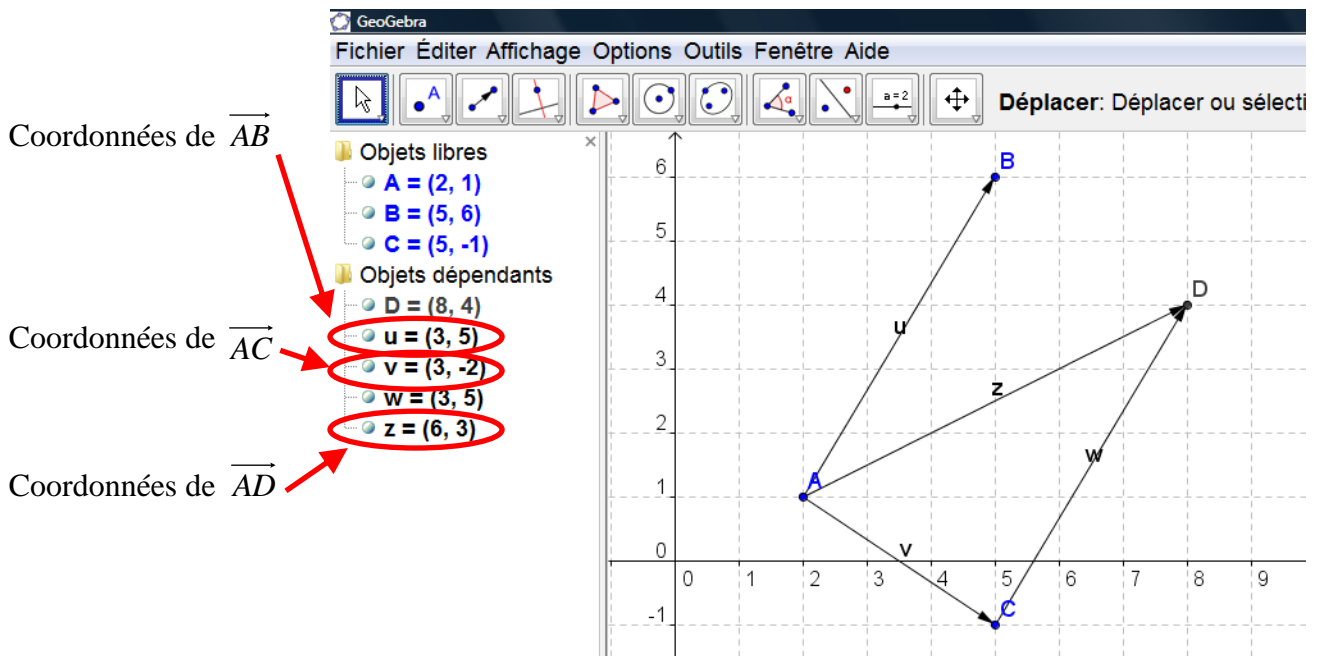 GeoGebra
Fichier Éditer Affichage Options Outils Fenêtre Aide
A
α
a = 2
Déplacer: Déplacer ou sélecti
Coordonnées de AB
Coordonnées de AC
Coordonnées de AD
Objets libres
A = (2, 1)
B = (5, 6)
C = (5, -1)
Objets dépendants
D = (8, 4)
u = (3, 5)
v = (3, -2)
w = (3, 5)
z = (6, 3)
6
5
4
3
2
1
0
-1
0 1 2 3 4 5 6 7 8 9
B
D
u
z
w
A
v
C